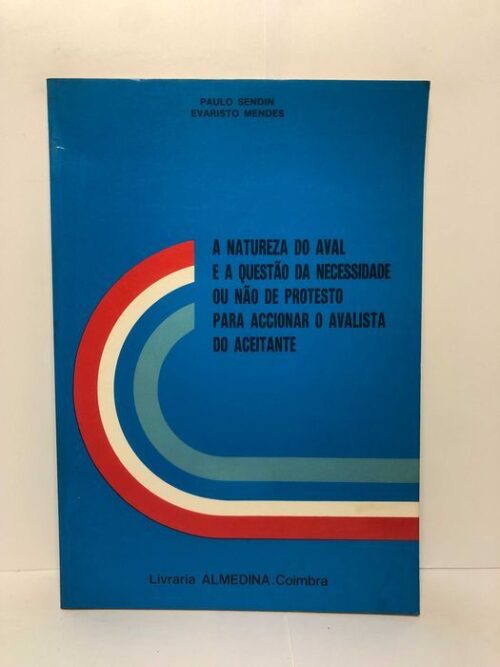 PAULO SENDIN
EVARISTO MENDES
A NATUREZA DO AVAL
E A QUESTÃO DA NECESSIDADE
OU NÃO DE PROTESTO
PARA ACCIONAR O AVALISTA
DO ACEITANTE
Livraria ALMEDINA.Coimbra